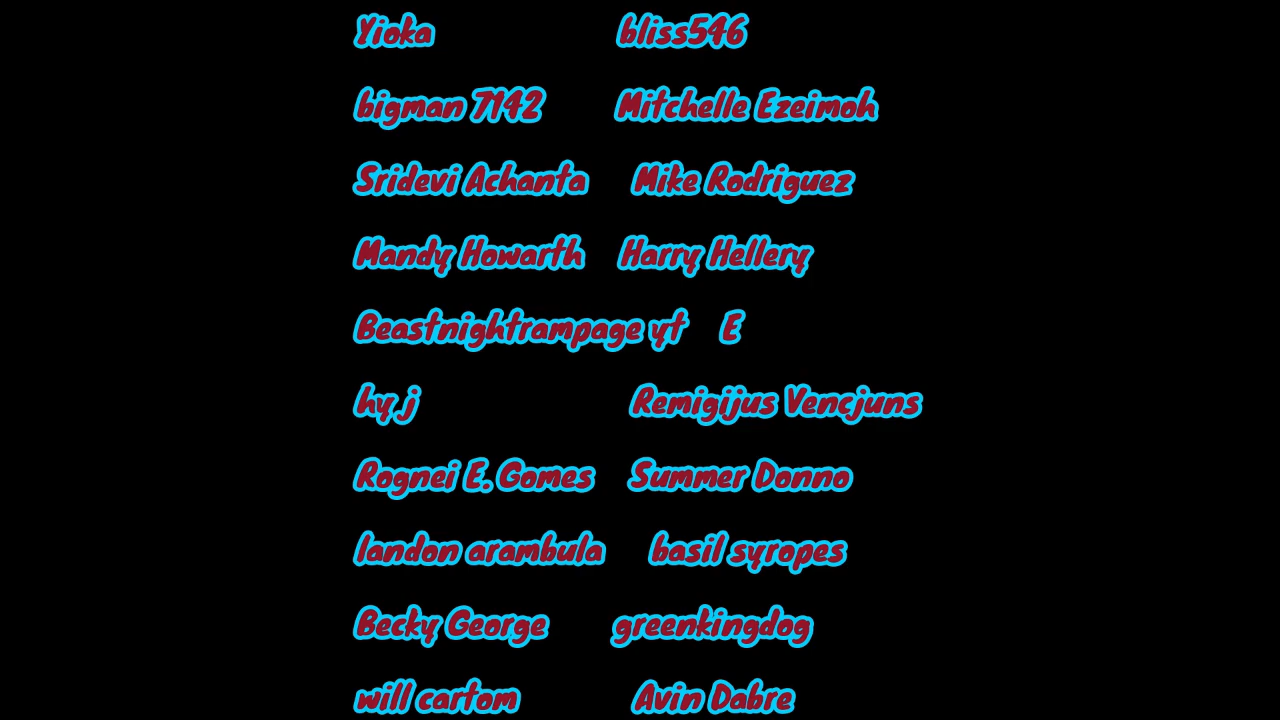 Yioka bliss546
bigman 7142 Mitchelle Ezeimoh
Sridevi Achanta Mike Rodriguez
Mandy Howarth Harry Hellery
Beastnightrampage yt E
hy j Remigijus Vencjuns
Rognei E. Gomes Summer Donno
landon arambula basil syropes
Becky George greenkingdog
will cartom Avin Dabre